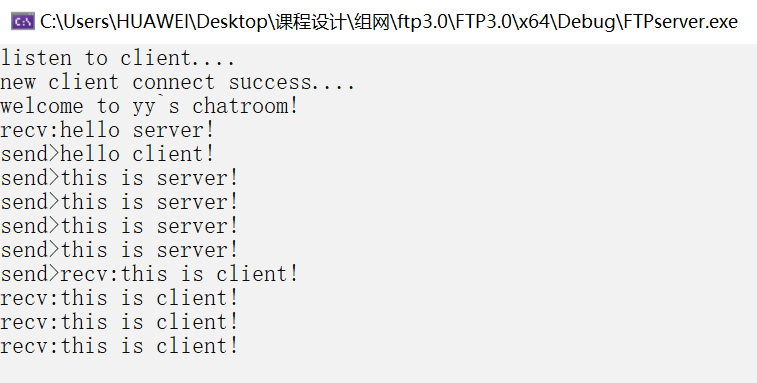 C:\Users\HUAWEI\Desktop\课程设计\组网\ftp3.0\FTP3.0\x64\Debug\FTPserver.exe
listen to client....
new client connect success....
welcome to yy`s chatroom!
recv:hello server!
send>hello client!
send>this is server!
send>this is server!
send>this is server!
send>this is server!
send>recv:this is client!
recv:this is client!
recv:this is client!
recv:this is client!